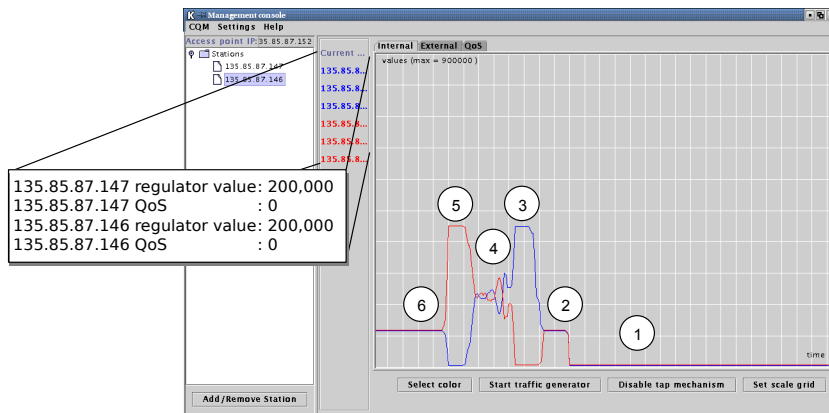 Management console
CQM Settings Help
Access point IP: 35.85.87.152
Stations
135.85.87.147
135.85.87.146
Current ...
135.85.8...
135.85.8...
135.85.8...
135.85.8...
135.85.8...
135.85.8...
Internal External QoS
values (max = 900000 )
135.85.87.147 regulator value: 200,000
135.85.87.147 QoS : 0
135.85.87.146 regulator value: 200,000
135.85.87.146 QoS : 0
5
3
4
6
2
1
time
Add/Remove Station
Select color
Start traffic generator
Disable tap mechanism
Set scale grid